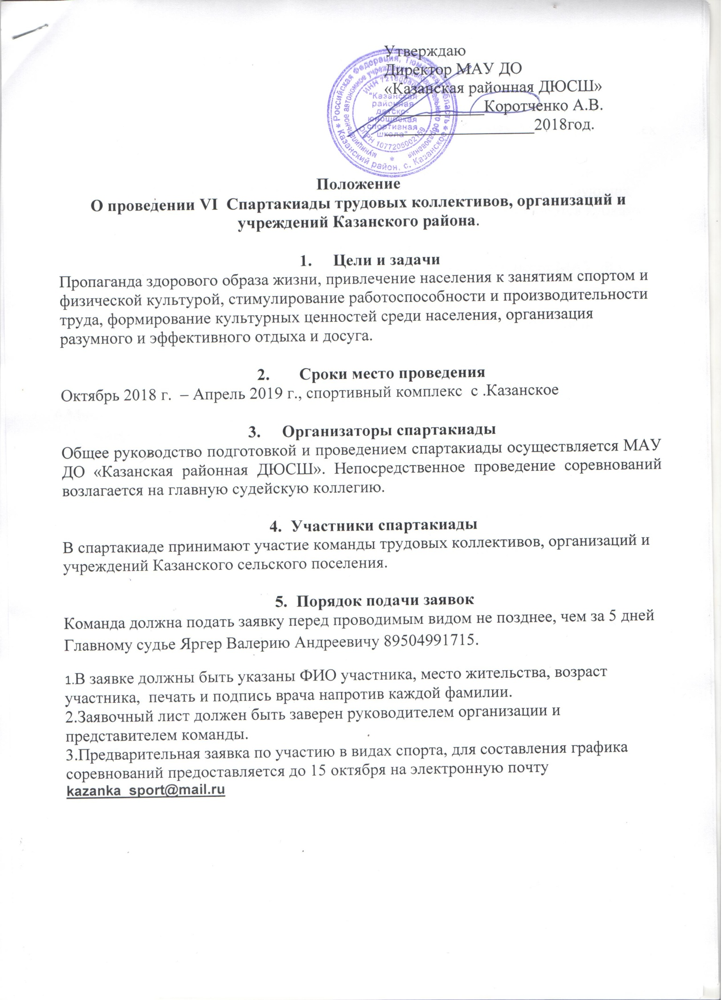 Утверждаю
Директор МАУ ДО
«Казанская районная ДЮСШ»
____________Коротченко А.В.
__________________2018год.
Российская Федерация, Тюменская область
Казанский район, с. Казанское
муниципальное автономное учреждение дополнительного образования
ОГРН 1077205002159
"Казанская
районная
детско-
юношеская
спортивная
школа"
Положение
О проведении VI  Спартакиады трудовых коллективов, организаций и
учреждений Казанского района.
1. Цели и задачи
Пропаганда здорового образа жизни, привлечение населения к занятиям спортом и
физической культурой, стимулирование работоспособности и производительности
труда, формирование культурных ценностей среди населения, организация
разумного и эффективного отдыха и досуга.
2. Сроки место проведения
Октябрь 2018 г.  – Апрель 2019 г., спортивный комплекс  с .Казанское
3. Организаторы спартакиады
Общее руководство подготовкой и проведением спартакиады осуществляется МАУ
ДО «Казанская районная ДЮСШ». Непосредственное проведение соревнований
возлагается на главную судейскую коллегию.
4. Участники спартакиады
В спартакиаде принимают участие команды трудовых коллективов, организаций и
учреждений Казанского сельского поселения.
5. Порядок подачи заявок
Команда должна подать заявку перед проводимым видом не позднее, чем за 5 дней
Главному судье Яргер Валерию Андреевичу 89504991715.
1.В заявке должны быть указаны ФИО участника, место жительства, возраст
участника,  печать и подпись врача напротив каждой фамилии.
2.Заявочный лист должен быть заверен руководителем организации и
представителем команды.
3.Предварительная заявка по участию в видах спорта, для составления графика
соревнований предоставляется до 15 октября на электронную почту
kazanka_sport@mail.ru